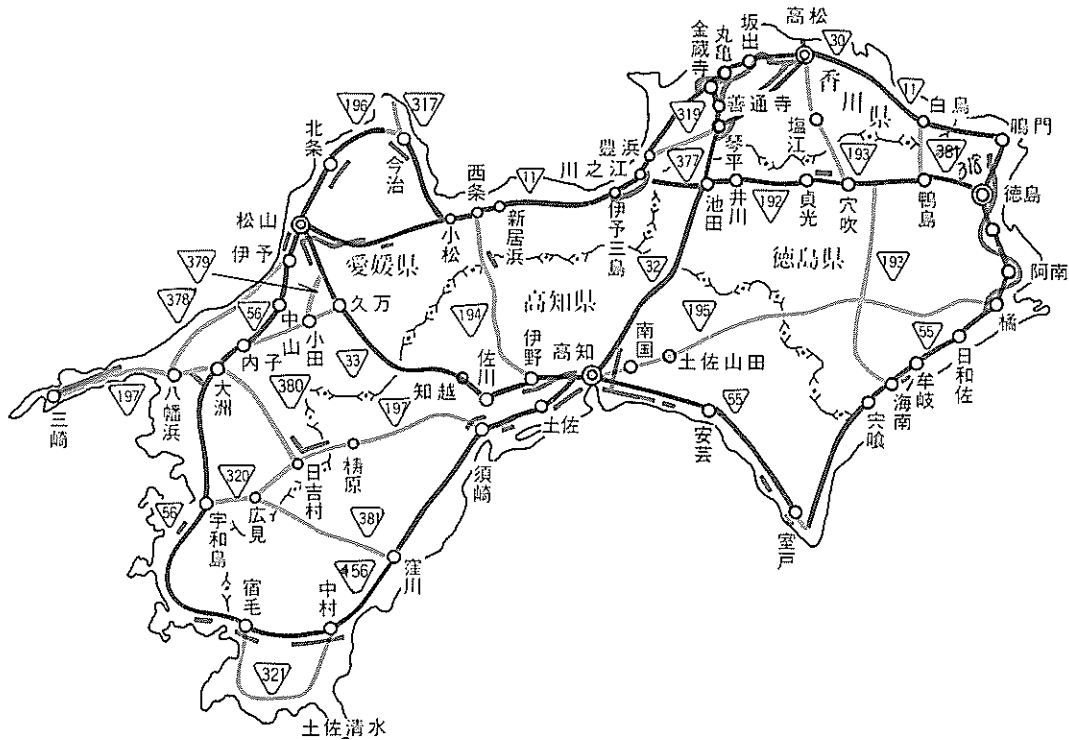 高松
坂出
丸亀
金蔵寺
30
香川県
11
白鳥
鳴門
善通寺
319
塩江
琴平
377
193
381
318
徳島
196
317
北条
今治
西条
11
川之江
豊浜
池田
井川
192
貞光
穴吹
鴨島
松山
小松
新居浜
伊予三島
伊予
379
378
愛媛県
高知県
徳島県
32
193
阿南
56
中山
小田
久万
194
195
橘
内子
33
伊野
高知
南国
土佐山田
55
日和佐
大洲
380
知越
佐川
牟岐
海南
宍喰
三崎
197
八幡浜
197
土佐
55
安芸
320
日吉村
梼原
須崎
56
宇和島
広見
381
室戸
456
窪川
宿毛
中村
321
土佐清水